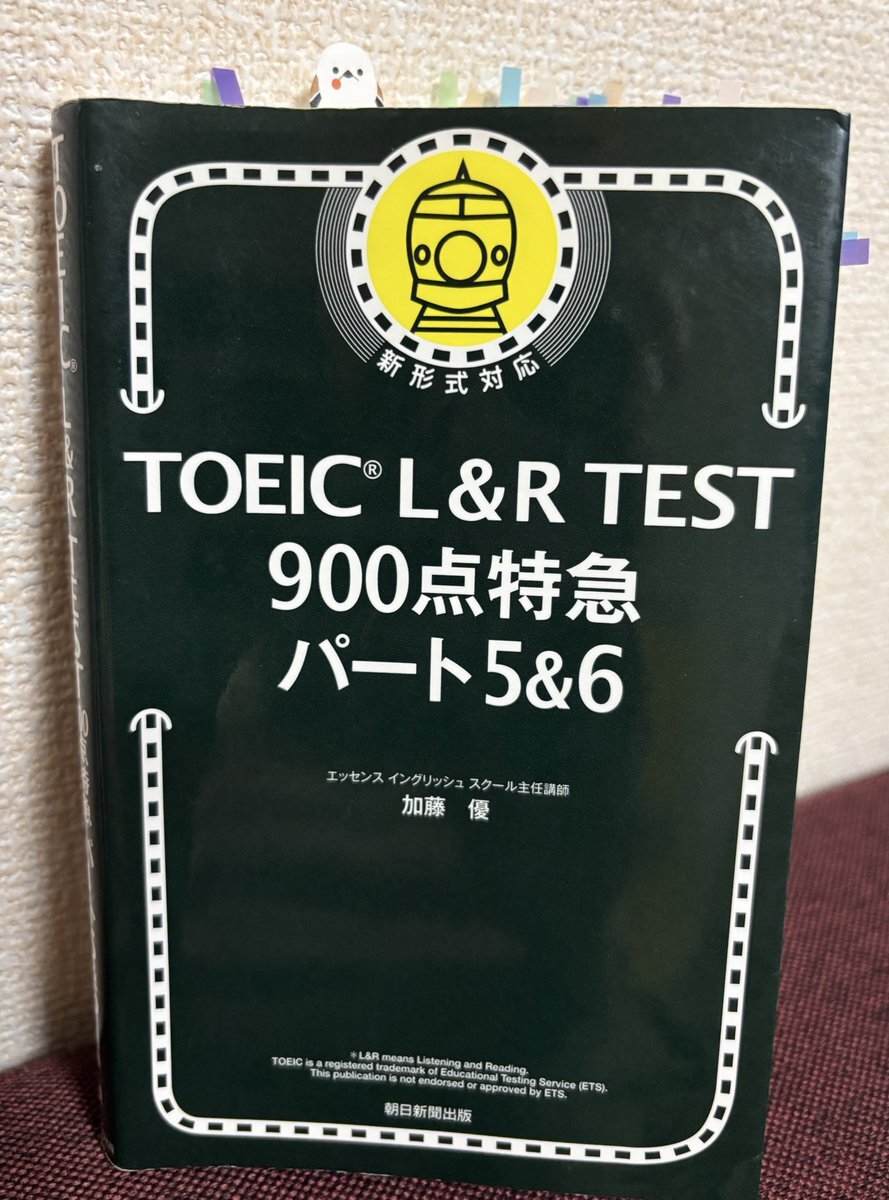 新形式対応
TOEIC® L&R TEST
900点特急
パート5&6
エッセンス イングリッシュ スクール主任講師
加藤 優
＊L&R means Listening and Reading.
TOEIC is a registered trademark of Educational Testing Service (ETS).
This publication is not endorsed or approved by ETS.
朝日新聞出版